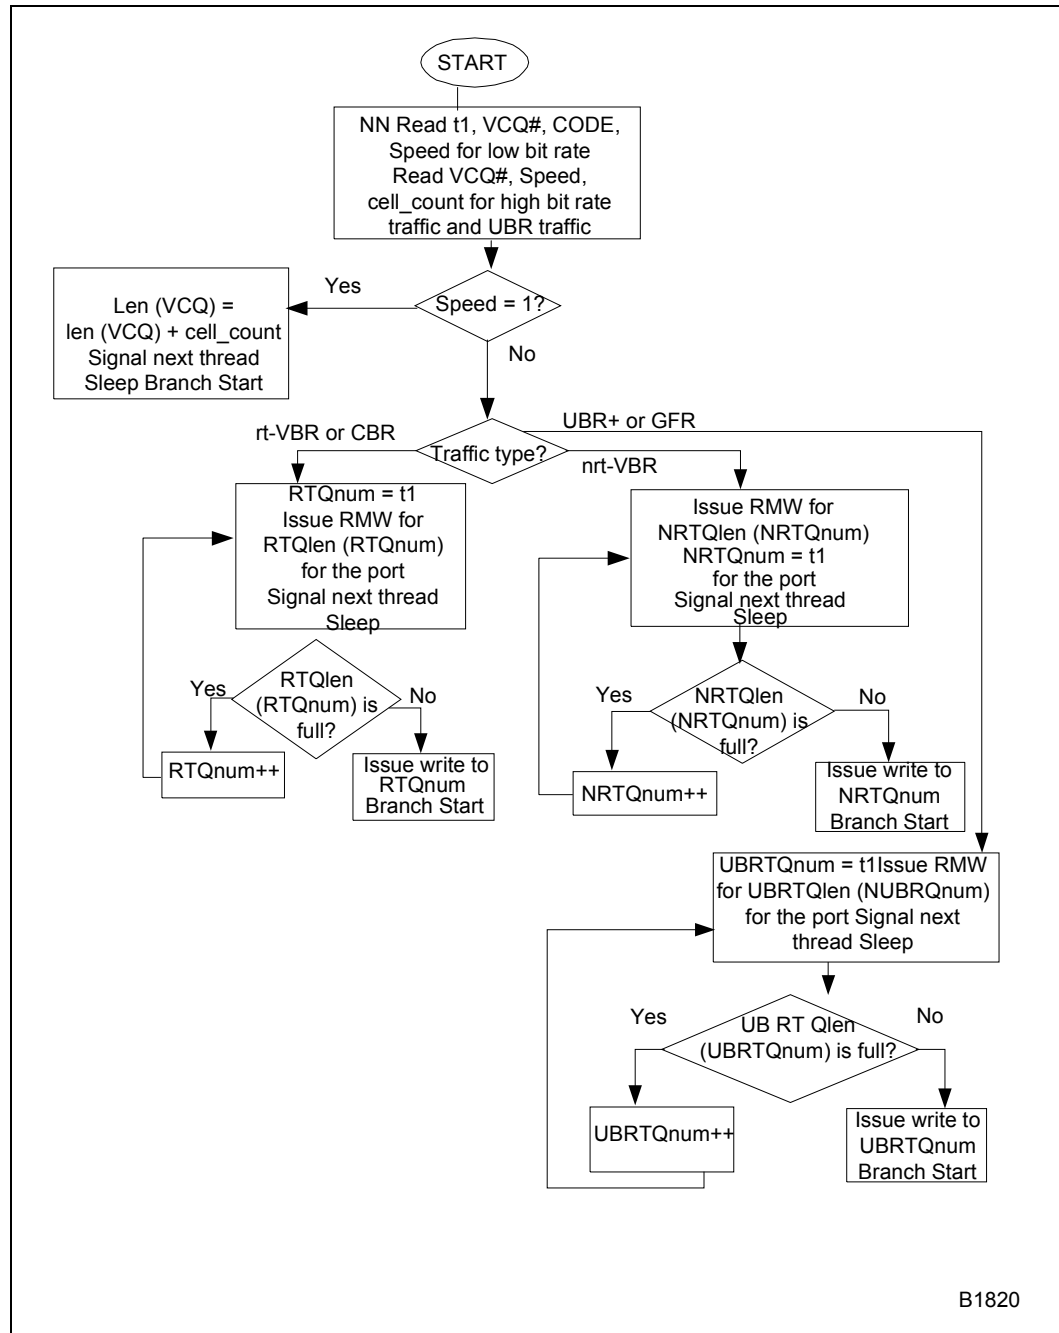 START
NN Read t1, VCQ#, CODE,
Speed for low bit rate
Read VCQ#, Speed,
cell_count for high bit rate
traffic and UBR traffic
Yes
Speed = 1?
Len (VCQ) =
len (VCQ) + cell_count
Signal next thread
Sleep Branch Start
No
rt-VBR or CBR
Traffic type?
UBR+ or GFR
nrt-VBR
RTQnum = t1
Issue RMW for
RTQlen (RTQnum)
for the port
Signal next thread
Sleep
Issue RMW for
NRTQlen (NRTQnum)
NRTQnum = t1
for the port
Signal next thread
Sleep
Yes
RTQlen
(RTQnum) is
full?
No
RTQnum++
Issue write to
RTQnum
Branch Start
Yes
NRTQlen
(NRTQnum) is
full?
No
NRTQnum++
Issue write to
NRTQnum
Branch Start
UBRTQnum = t1Issue RMW
for UBRTQlen (NUBRQnum)
for the port Signal next
thread Sleep
Yes
UB RT Qlen
(UBRTQnum) is full?
No
UBRTQnum++
Issue write to
UBRTQnum
Branch Start
B1820